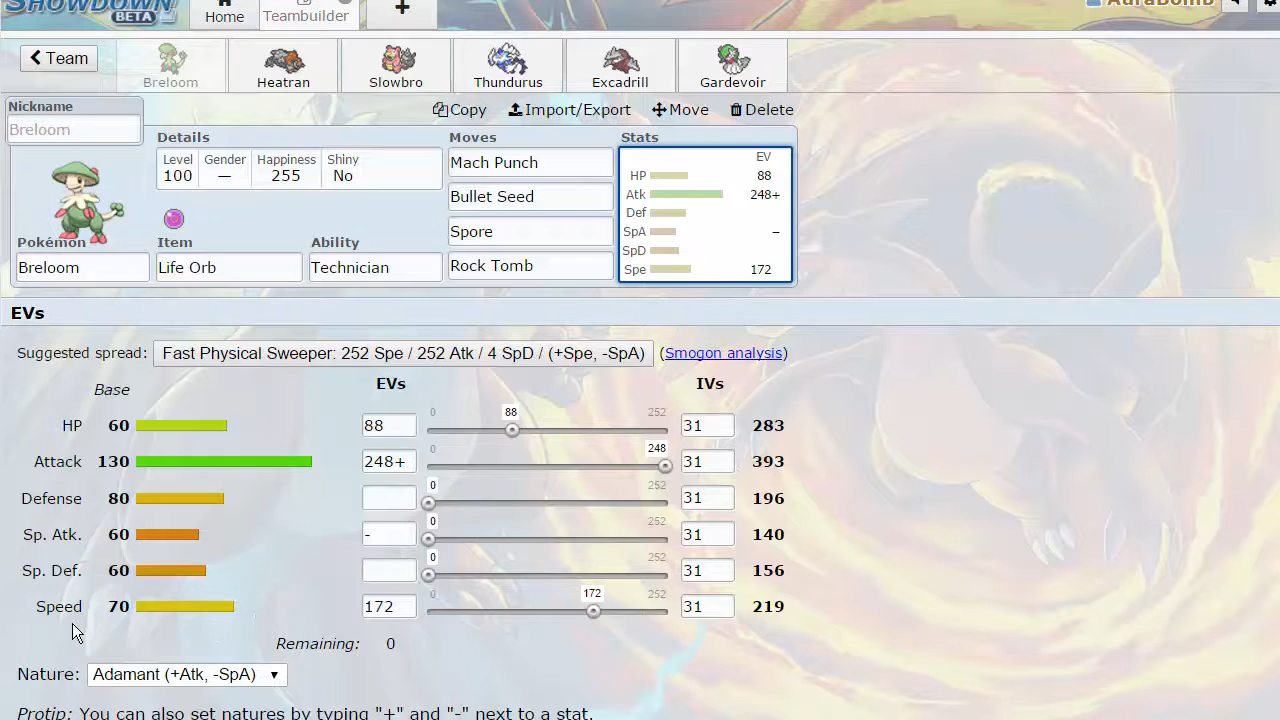 SHOWDOWN
BETA
Home
Teambuilder
+
AuraBomb
Team
Breloom
Heatran
Slowbro
Thundurus
Excadrill
Gardevoir
Nickname
Breloom
Copy
Import/Export
Move
Delete
Details
Moves
Stats
Level
Gender
Happiness
Shiny
100
—
255
No
Mach Punch
Bullet Seed
Spore
Rock Tomb
EV
HP 88
Atk 248+
Def
SpA −
SpD
Spe 172
Pokémon
Item
Ability
Breloom
Life Orb
Technician
EVs
Suggested spread: Fast Physical Sweeper: 252 Spe / 252 Atk / 4 SpD / (+Spe, -SpA) (Smogon analysis)
Base EVs IVs
HP 60 88 0 88 252 31 283
Attack 130 248+ 0 248 31 393
Defense 80 0 252 31 196
Sp. Atk. 60 - 0 252 31 140
Sp. Def. 60 0 252 31 156
Speed 70 172 0 172 252 31 219
Remaining: 0
Nature: Adamant (+Atk, -SpA)
Protip: You can also set natures by typing "+" and "-" next to a stat.